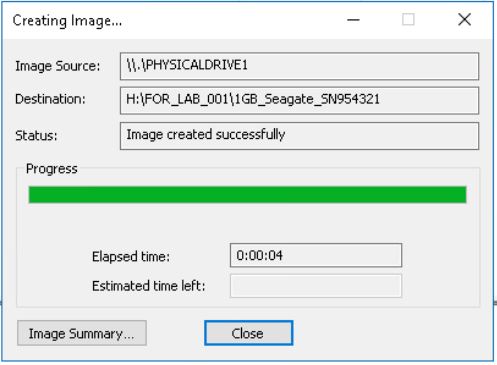 Creating Image...
Image Source: \\.\PHYSICALDRIVE1
Destination: H:\FOR_LAB_001\1GB_Seagate_SN954321
Status: Image created successfully
Progress
Elapsed time: 0:00:04
Estimated time left:
Image Summary... Close